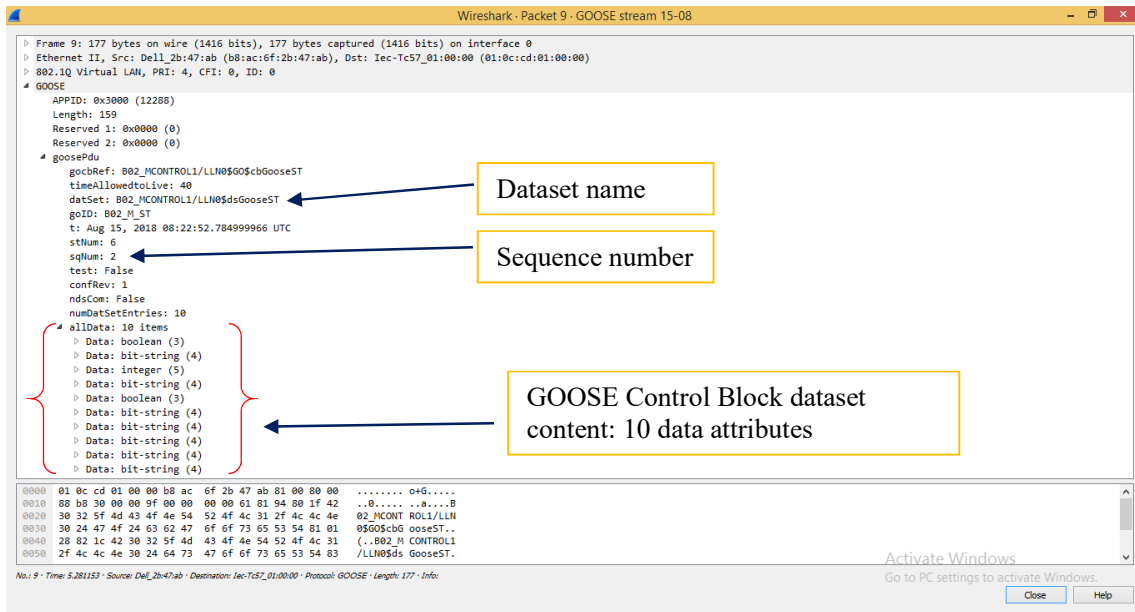 Wireshark · Packet 9 · GOOSE stream 15-08
Frame 9: 177 bytes on wire (1416 bits), 177 bytes captured (1416 bits) on interface 0
Ethernet II, Src: Dell_2b:47:ab (b8:ac:6f:2b:47:ab), Dst: Iec-Tc57_01:00:00 (01:0c:cd:01:00:00)
802.1Q Virtual LAN, PRI: 4, CFI: 0, ID: 0
GOOSE
APPID: 0x3000 (12288)
Length: 159
Reserved 1: 0x0000 (0)
Reserved 2: 0x0000 (0)
goosePdu
gocbRef: B02_MCONTROL1/LLN0$GO$cbGooseST
timeAllowedtoLive: 40
datSet: B02_MCONTROL1/LLN0$dsGooseST
goID: B02_M_ST
t: Aug 15, 2018 08:22:52.784999966 UTC
stNum: 6
sqNum: 2
test: False
confRev: 1
ndsCom: False
numDatSetEntries: 10
allData: 10 items
Data: boolean (3)
Data: bit-string (4)
Data: integer (5)
Data: bit-string (4)
Data: boolean (3)
Data: bit-string (4)
Data: bit-string (4)
Data: bit-string (4)
Data: bit-string (4)
Data: bit-string (4)
Dataset name
Sequence number
GOOSE Control Block dataset
content: 10 data attributes
0000 01 0c cd 01 00 00 b8 ac 6f 2b 47 ab 81 00 80 00 ........ o+G.....
0010 88 b8 30 00 00 9f 00 00 00 00 61 81 94 80 1f 42 ..0..... ..a....B
0020 30 32 5f 4d 43 4f 4e 54 52 4f 4c 31 2f 4c 4c 4e 02_MCONT ROL1/LLN
0030 30 24 47 4f 24 63 62 47 6f 6f 73 65 53 54 81 01 0$GO$cbG ooseST..
0040 28 82 1c 42 30 32 5f 4d 43 4f 4e 54 52 4f 4c 31 (..B02_M CONTROL1
0050 2f 4c 4c 4e 30 24 64 73 47 6f 6f 73 65 53 54 83 /LLN0$ds GooseST.
No.: 9 · Time: 5.281153 · Source: Dell_2b:47:ab · Destination: Iec-Tc57_01:00:00 · Protocol: GOOSE · Length: 177 · Info:
Activate Windows
Go to PC settings to activate Windows.
Close
Help